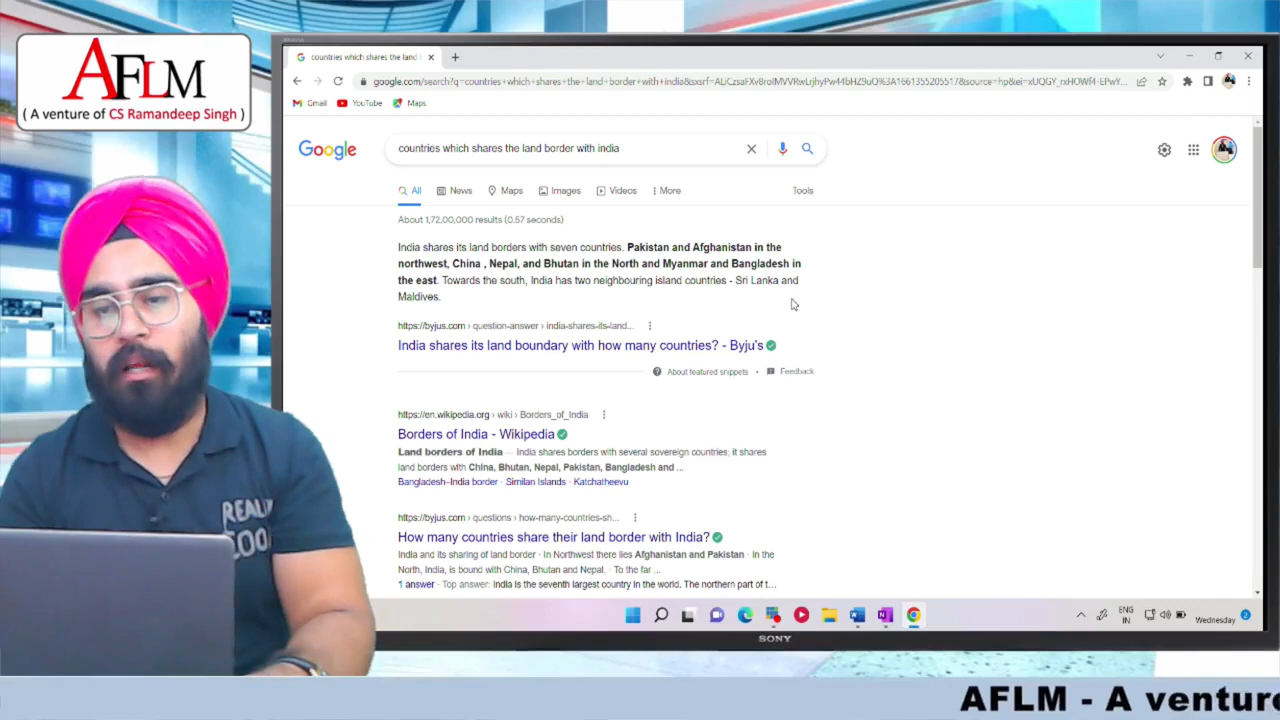 AFLM
( A venture of CS Ramandeep Singh )
countries which shares the land
Gmail
YouTube
Maps
Google
countries which shares the land border with india
All
News
Maps
Images
Videos
More
Tools
About 1,72,00,000 results (0.57 seconds)
India shares its land borders with seven countries. Pakistan and Afghanistan in the
northwest, China , Nepal, and Bhutan in the North and Myanmar and Bangladesh in
the east. Towards the south, India has two neighbouring island countries - Sri Lanka and
Maldives.
https://byjus.com › question-answer › india-shares-its-land...
India shares its land boundary with how many countries? - Byju's
About featured snippets • Feedback
https://en.wikipedia.org › wiki › Borders_of_India
Borders of India - Wikipedia
Land borders of India — India shares borders with several sovereign countries; it shares
land borders with China, Bhutan, Nepal, Pakistan, Bangladesh and ...
Bangladesh–India border · Similan Islands · Katchatheevu
https://byjus.com › questions › how-many-countries-sh...
How many countries share their land border with India?
India and its sharing of land border · In Northwest there lies Afghanistan and Pakistan · In the
North, India, is bound with China, Bhutan and Nepal, · To the far ...
1 answer · Top answer: India is the seventh largest country in the world. The northern part of t...
ENG
IN
Wednesday
SONY
REALLY
COOL
AFLM - A venture